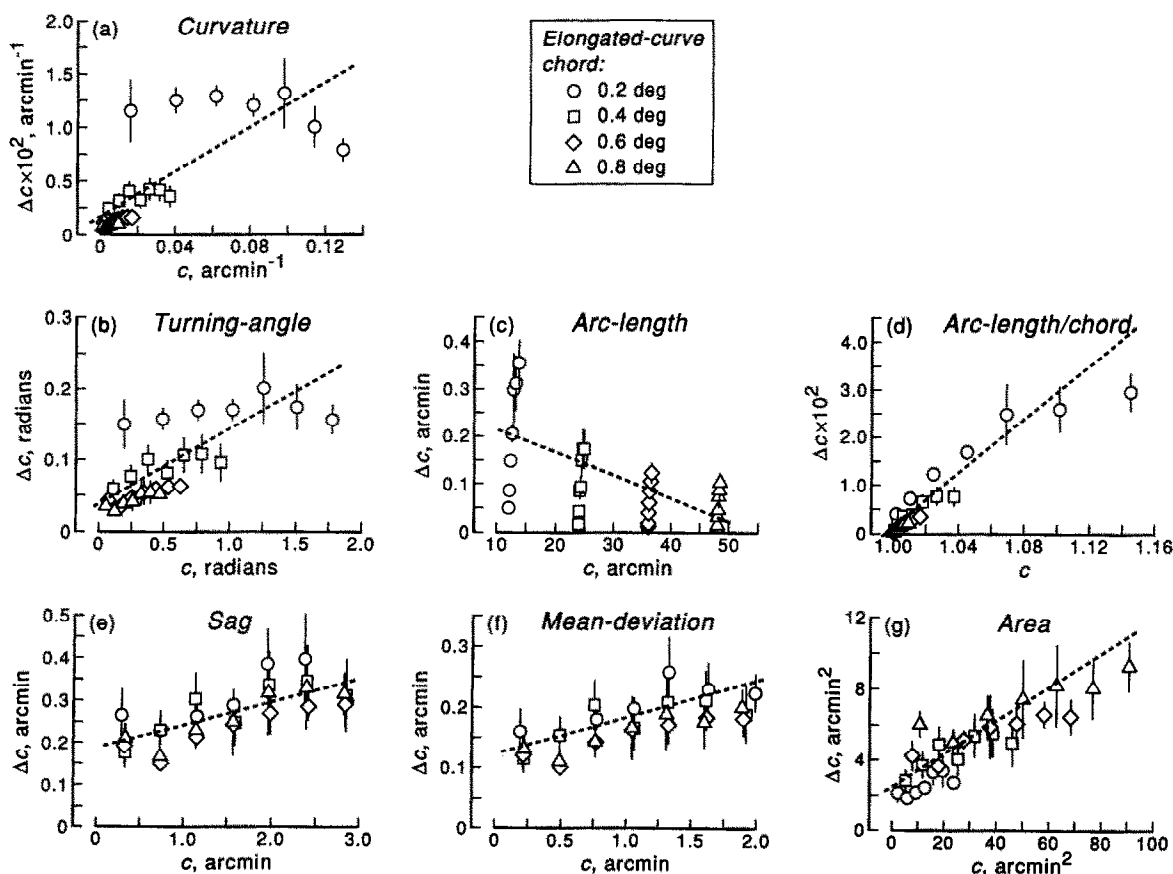 (a) Curvature
Δc×10², arcmin⁻¹
2.0
1.5
1.0
0.5
0
0 0.04 0.08 0.12
c, arcmin⁻¹
Elongated-curve
chord:
0.2 deg
0.4 deg
0.6 deg
0.8 deg
(b) Turning-angle
Δc, radians
0.3
0.2
0.1
0
0 0.5 1.0 1.5 2.0
c, radians
(c) Arc-length
Δc, arcmin
0.4
0.3
0.2
0.1
0.0
10 20 30 40 50
c, arcmin
(d) Arc-length/chord
Δc×10²
4.0
3.0
2.0
1.0
0
1.00 1.04 1.08 1.12 1.16
c
(e) Sag
Δc, arcmin
0.5
0.4
0.3
0.2
0.1
0
0 1.0 2.0 3.0
c, arcmin
(f) Mean-deviation
Δc, arcmin
0.4
0.3
0.2
0.1
0
0 0.5 1.0 1.5 2.0
c, arcmin
(g) Area
Δc, arcmin²
12
8
4
0
0 20 40 60 80 100
c, arcmin²